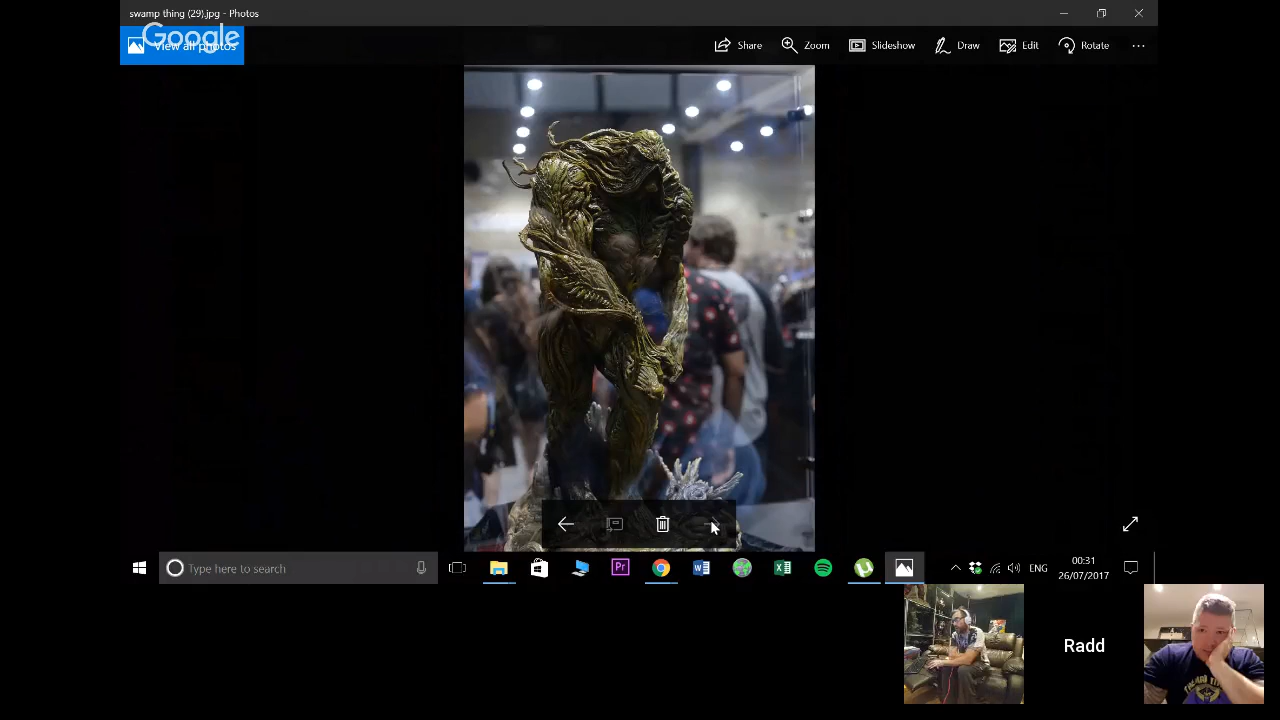 swamp thing (29).jpg - Photos
Google
View all photos
Share
Zoom
Slideshow
Draw
Edit
Rotate
Type here to search
Pr
ENG
00:31
26/07/2017
Radd